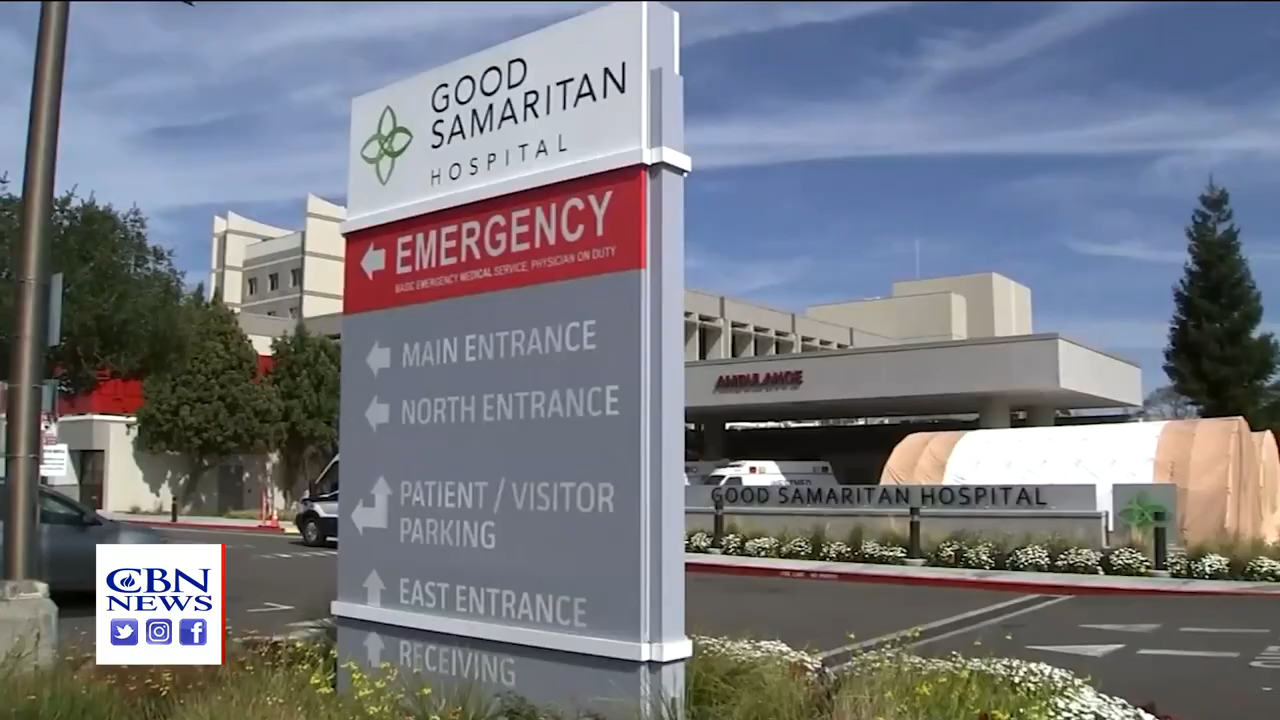 GOOD
SAMARITAN
HOSPITAL
EMERGENCY
BASIC EMERGENCY MEDICAL SERVICE; PHYSICIAN ON DUTY
MAIN ENTRANCE
NORTH ENTRANCE
PATIENT / VISITOR
PARKING
EAST ENTRANCE
RECEIVING
AMBULANCE
GOOD SAMARITAN HOSPITAL
CBN
NEWS